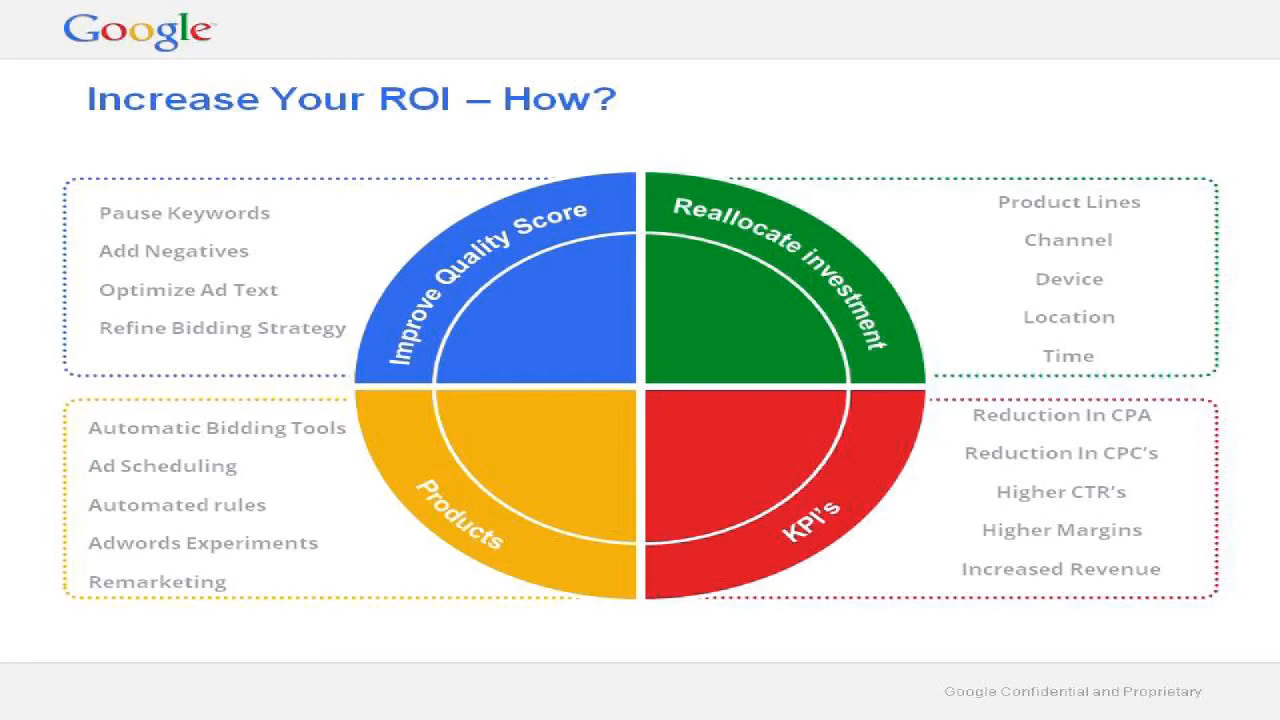 Google
Increase Your ROI – How?
Improve Quality Score
Pause Keywords
Add Negatives
Optimize Ad Text
Refine Bidding Strategy
Reallocate investment
Product Lines
Channel
Device
Location
Time
Products
Automatic Bidding Tools
Ad Scheduling
Automated rules
Adwords Experiments
Remarketing
KPI's
Reduction In CPA
Reduction In CPC's
Higher CTR's
Higher Margins
Increased Revenue
Google Confidential and Proprietary